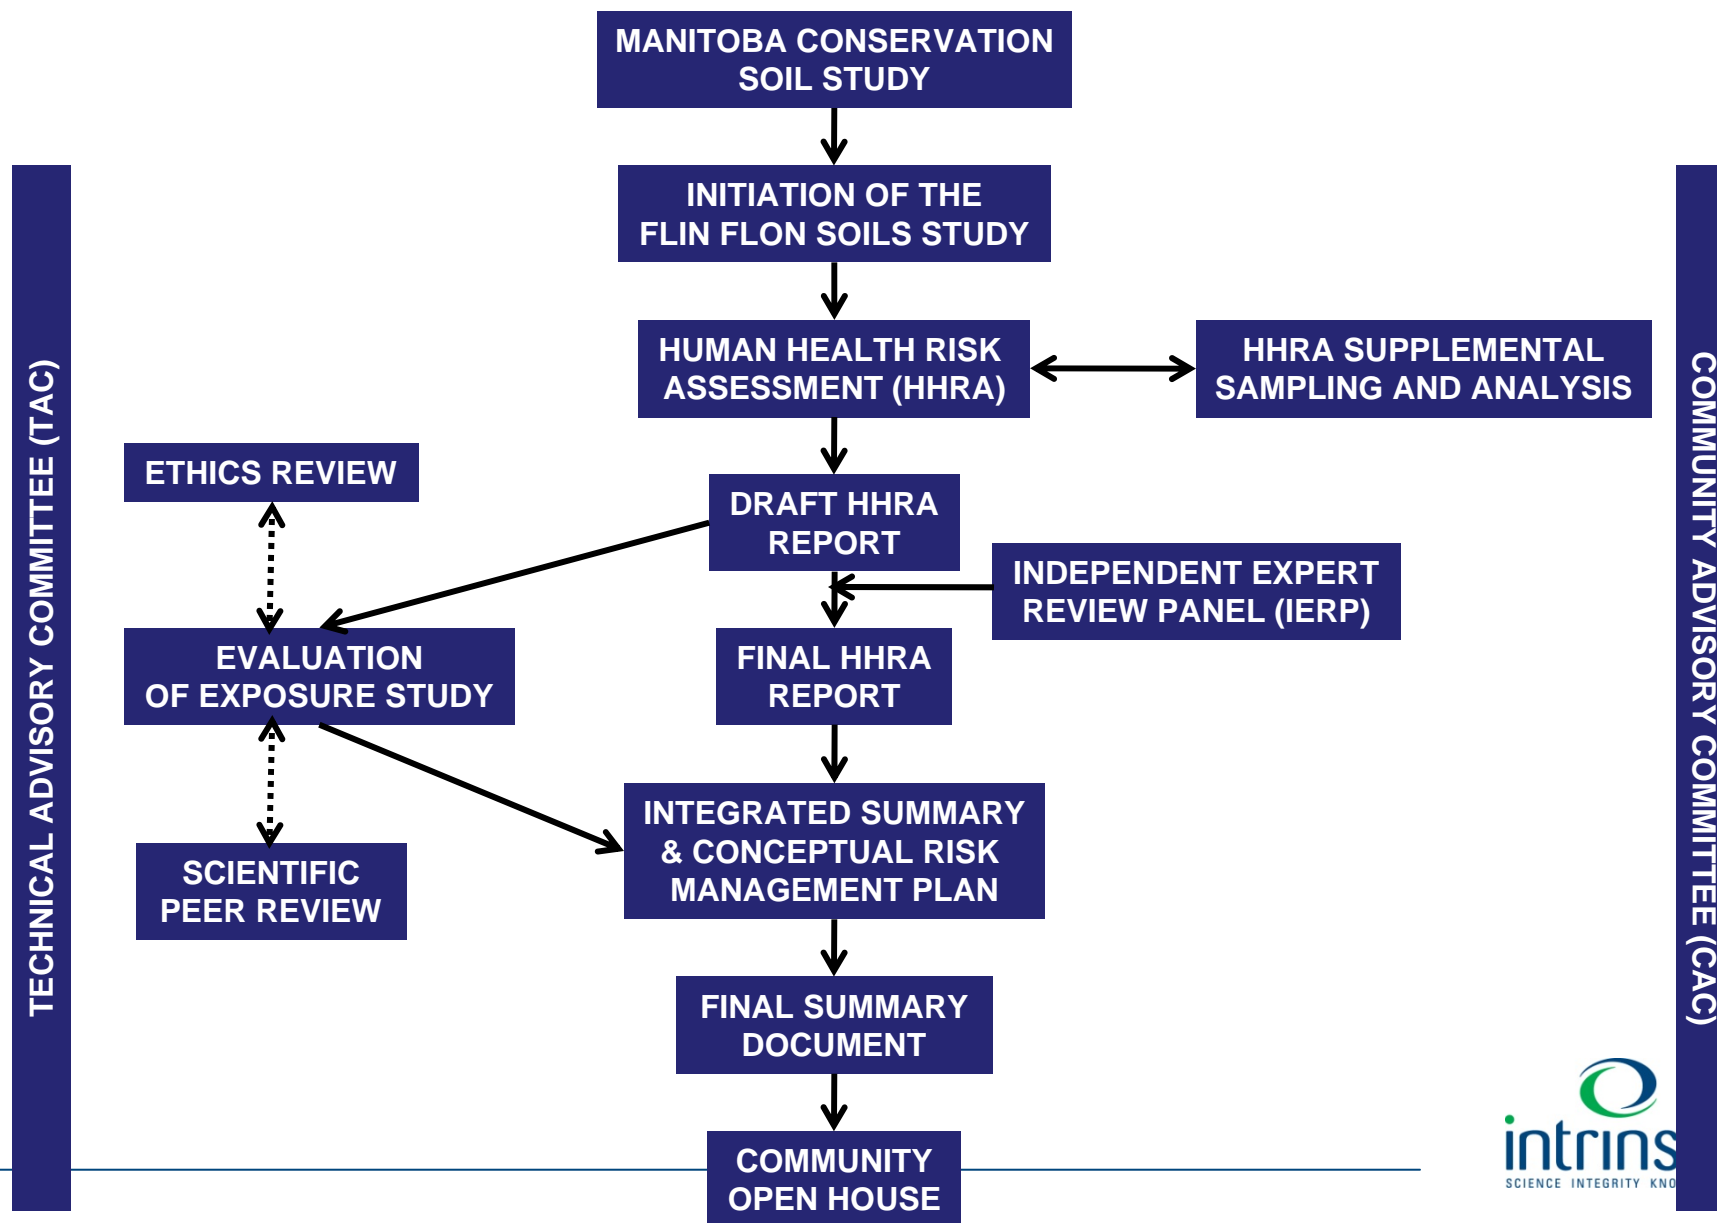 MANITOBA CONSERVATION
SOIL STUDY
INITIATION OF THE
FLIN FLON SOILS STUDY
HUMAN HEALTH RISK
ASSESSMENT (HHRA)
HHRA SUPPLEMENTAL
SAMPLING AND ANALYSIS
TECHNICAL ADVISORY COMMITTEE (TAC)
COMMUNITY ADVISORY COMMITTEE (CAC)
ETHICS REVIEW
DRAFT HHRA
REPORT
INDEPENDENT EXPERT
REVIEW PANEL (IERP)
EVALUATION
OF EXPOSURE STUDY
FINAL HHRA
REPORT
INTEGRATED SUMMARY
& CONCEPTUAL RISK
MANAGEMENT PLAN
SCIENTIFIC
PEER REVIEW
FINAL SUMMARY
DOCUMENT
COMMUNITY
OPEN HOUSE
intrins
SCIENCE INTEGRITY KNO